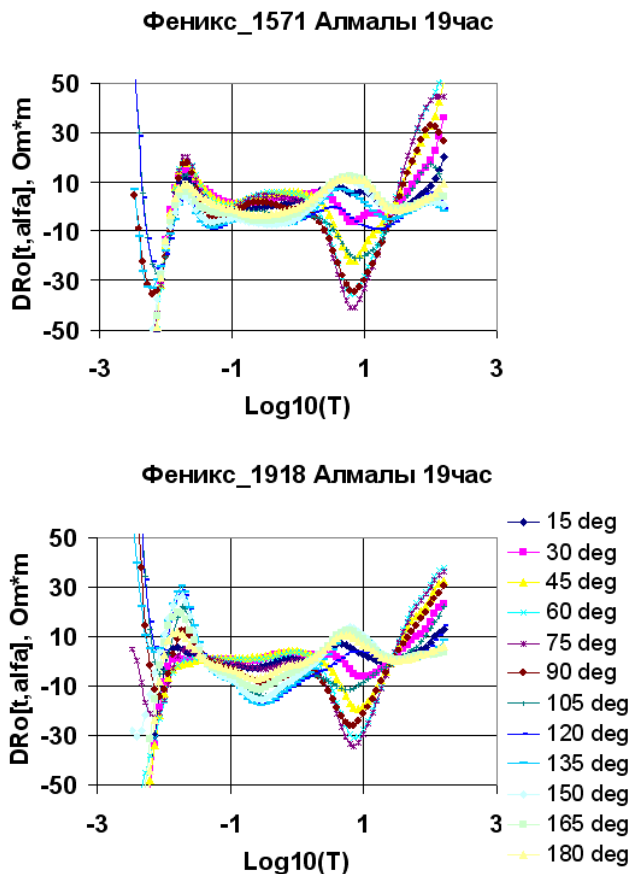 Феникс_1571 Алмалы 19час
DRo[t,alfa], Om*m
50
30
10
-10
-30
-50
-3
-1
1
3
Log10(T)
Феникс_1918 Алмалы 19час
DRo[t,alfa], Om*m
50
30
10
-10
-30
-50
-3
-1
1
3
Log10(T)
15 deg
30 deg
45 deg
60 deg
75 deg
90 deg
105 deg
120 deg
135 deg
150 deg
165 deg
180 deg